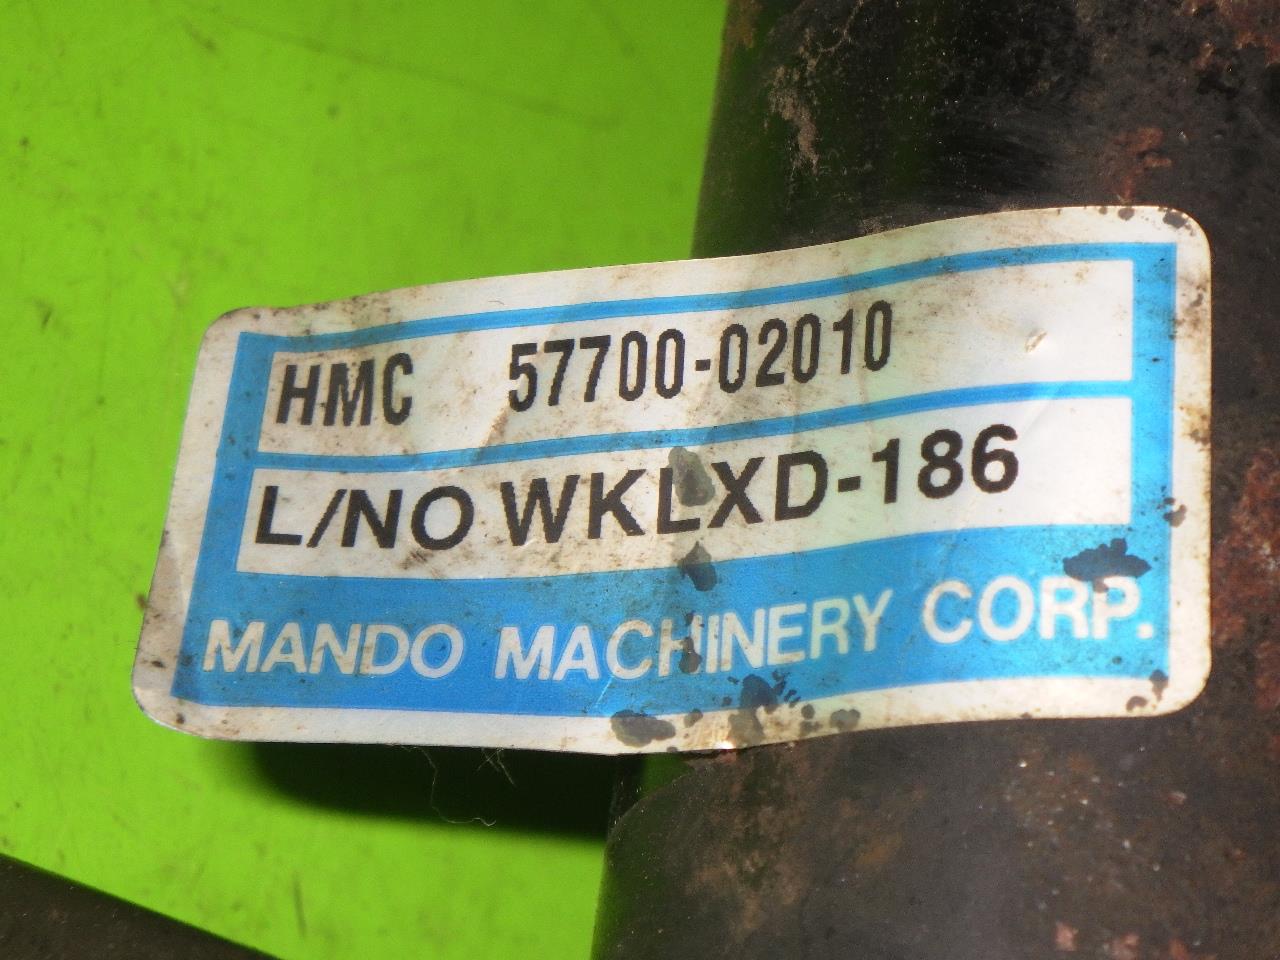 HMC 57700-02010
L/NO WKLXD-186
MANDO MACHINERY CORP.